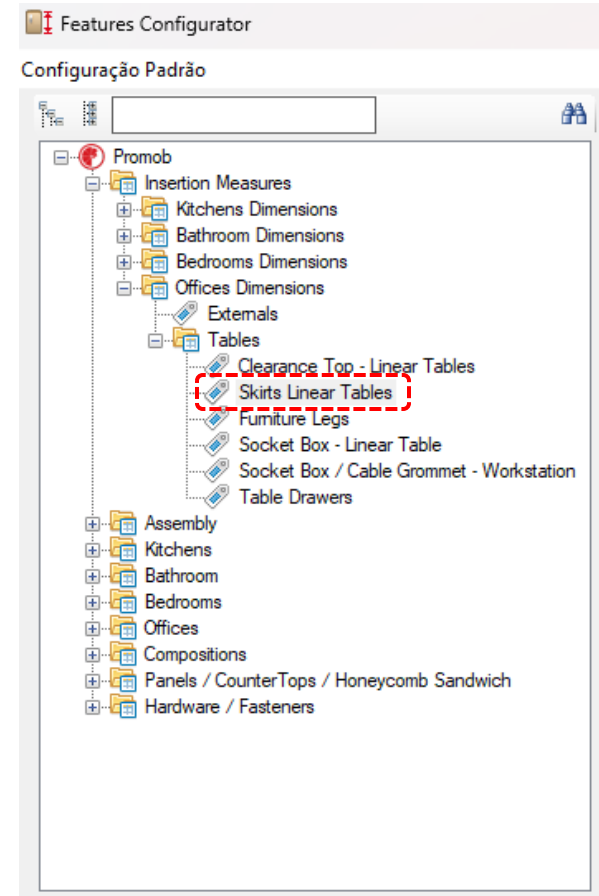 Features Configurator
Configuração Padrão
Promob
Insertion Measures
Kitchens Dimensions
Bathroom Dimensions
Bedrooms Dimensions
Offices Dimensions
Externals
Tables
Clearance Top - Linear Tables
Skirts Linear Tables
Furniture Legs
Socket Box - Linear Table
Socket Box / Cable Grommet - Workstation
Table Drawers
Assembly
Kitchens
Bathroom
Bedrooms
Offices
Compositions
Panels / CounterTops / Honeycomb Sandwich
Hardware / Fasteners